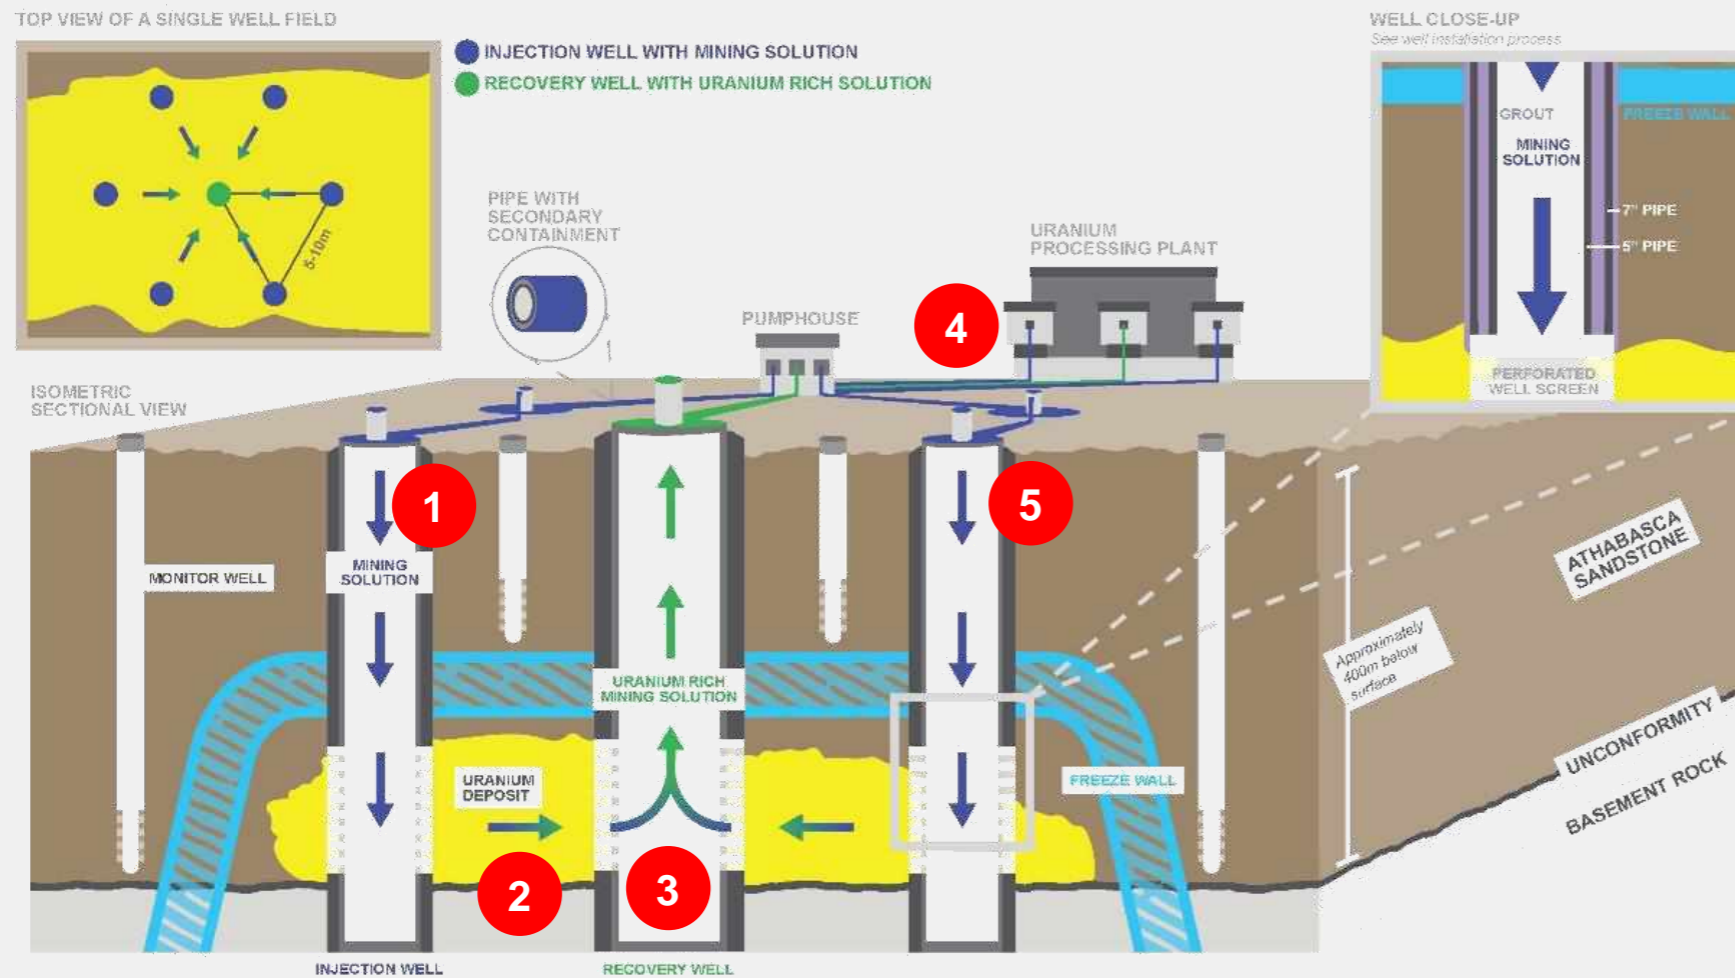 TOP VIEW OF A SINGLE WELL FIELD
INJECTION WELL WITH MINING SOLUTION
RECOVERY WELL WITH URANIUM RICH SOLUTION
5-10m
WELL CLOSE-UP
See well installation process
GROUT
FREEZE WALL
MINING
SOLUTION
7" PIPE
5" PIPE
PERFORATED
WELL SCREEN
PIPE WITH
SECONDARY
CONTAINMENT
URANIUM
PROCESSING PLANT
PUMPHOUSE
4
ISOMETRIC
SECTIONAL VIEW
1
5
MONITOR WELL
MINING
SOLUTION
ATHABASCA
SANDSTONE
Approximately
400m below
surface
URANIUM RICH
MINING SOLUTION
URANIUM
DEPOSIT
FREEZE WALL
UNCONFORMITY
BASEMENT ROCK
2
3
INJECTION WELL
RECOVERY WELL